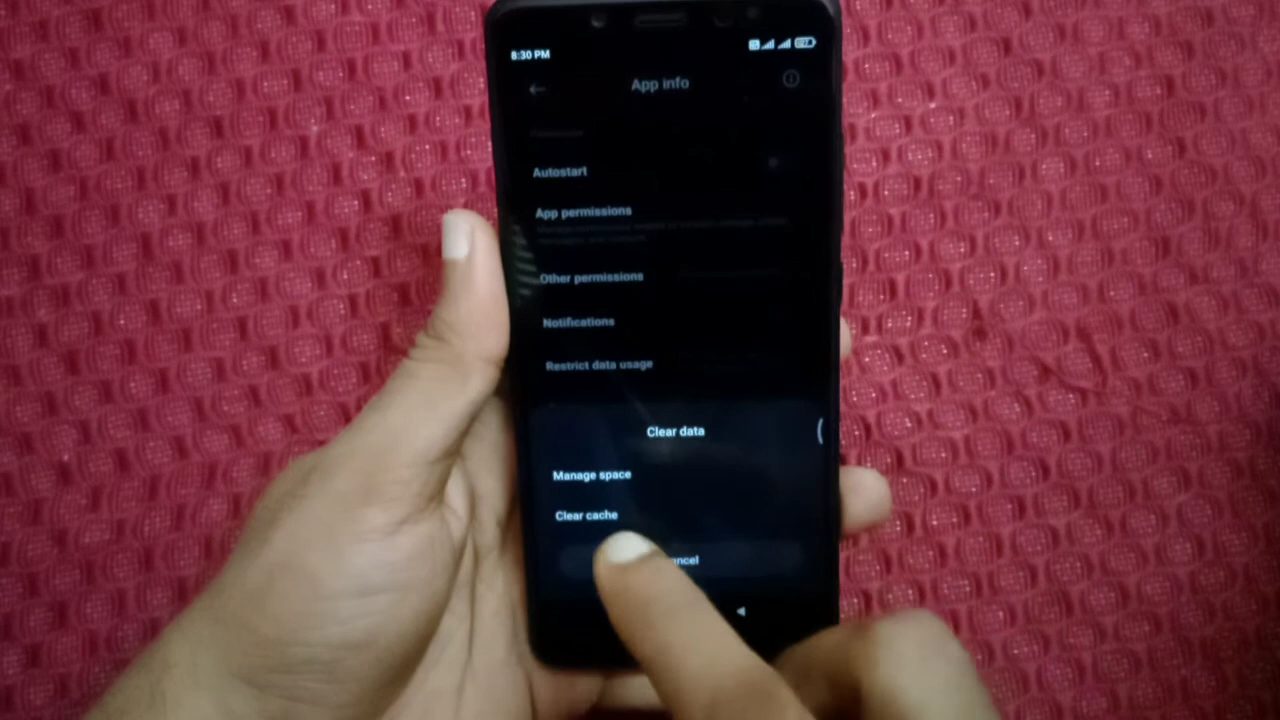 8:30 PM
App info
Autostart
App permissions
Other permissions
Notifications
Restrict data usage
Clear data
Manage space
Clear cache
ncel